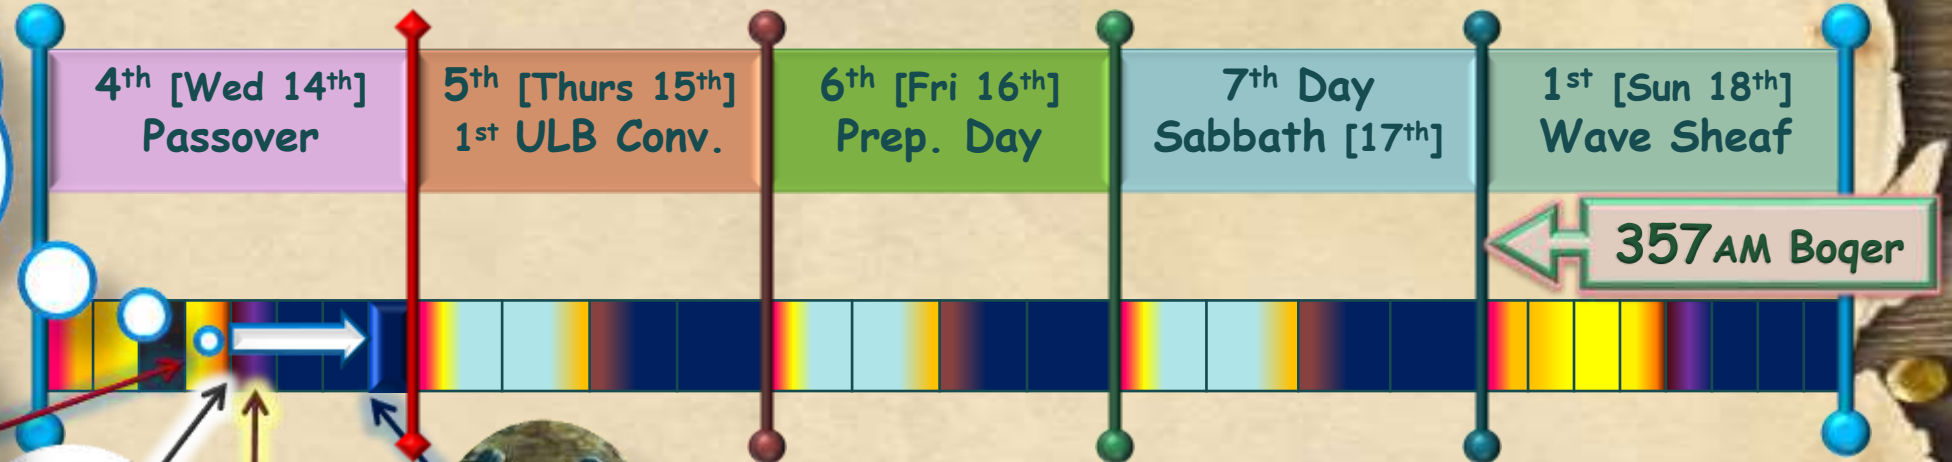 4th [Wed 14th]
Passover
5th [Thurs 15th]
1st ULB Conv.
6th [Fri 16th]
Prep. Day
7th Day
Sabbath [17th]
1st [Sun 18th]
Wave Sheaf
357AM Boqer